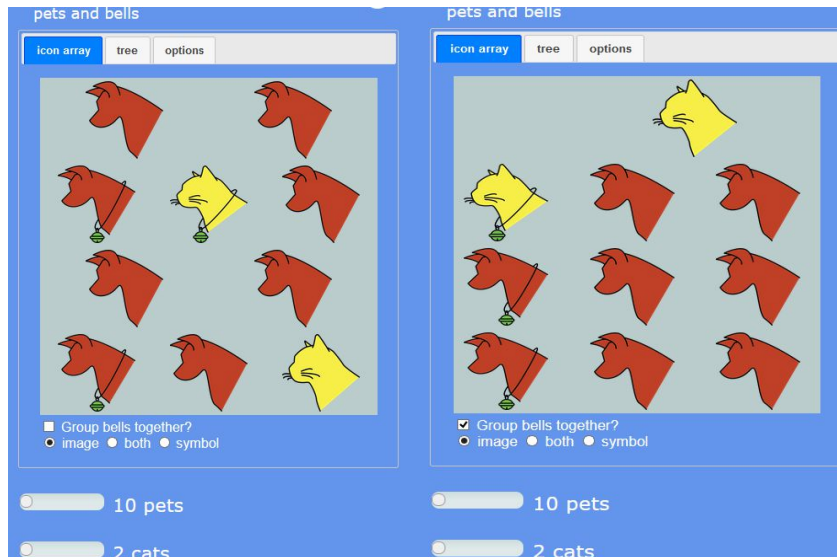 pets and bells
icon array tree options
Group bells together?
image both symbol
10 pets
2 cats
pets and bells
icon array tree options
Group bells together?
image both symbol
10 pets
2 cats